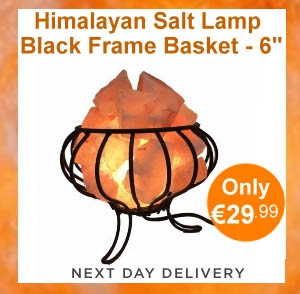 Himalayan Salt Lamp
Black Frame Basket - 6"
Only
€29.99
NEXT DAY DELIVERY